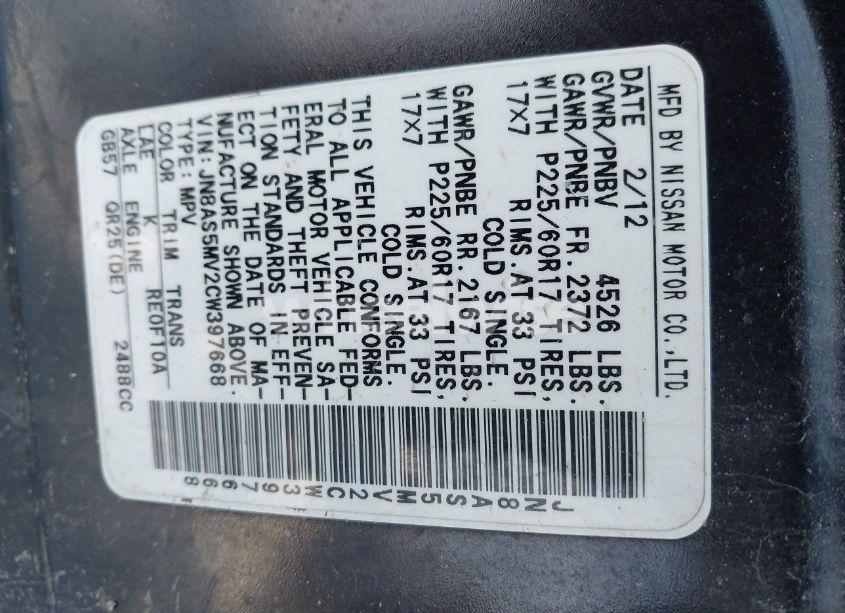 MFD BY NISSAN MOTOR CO.,LTD.
DATE 2/12
GVWR/PNBV 4526 LBS.
GAWR/PNBE FR. 2372 LBS.
WITH P225/60R17 TIRES,
17X7 RIMS.AT 33 PSI
COLD SINGLE.
GAWR/PNBE RR. 2167 LBS.
WITH P225/60R17 TIRES,
17X7 RIMS.AT 33 PSI
COLD SINGLE.
THIS VEHICLE CONFORMS
TO ALL APPLICABLE FED-
ERAL MOTOR VEHICLE SA-
FETY AND THEFT PREVEN-
TION STANDARDS IN EFF-
ECT ON THE DATE OF MA-
NUFACTURE SHOWN ABOVE.
VIN: JN8AS5MV2CW397668
TYPE: MPV
COLOR TRIM TRANS
LAE K RE0F10A
AXLE ENGINE
GB57 QR25(DE) 2488CC
JN8AS5MV2CW397668